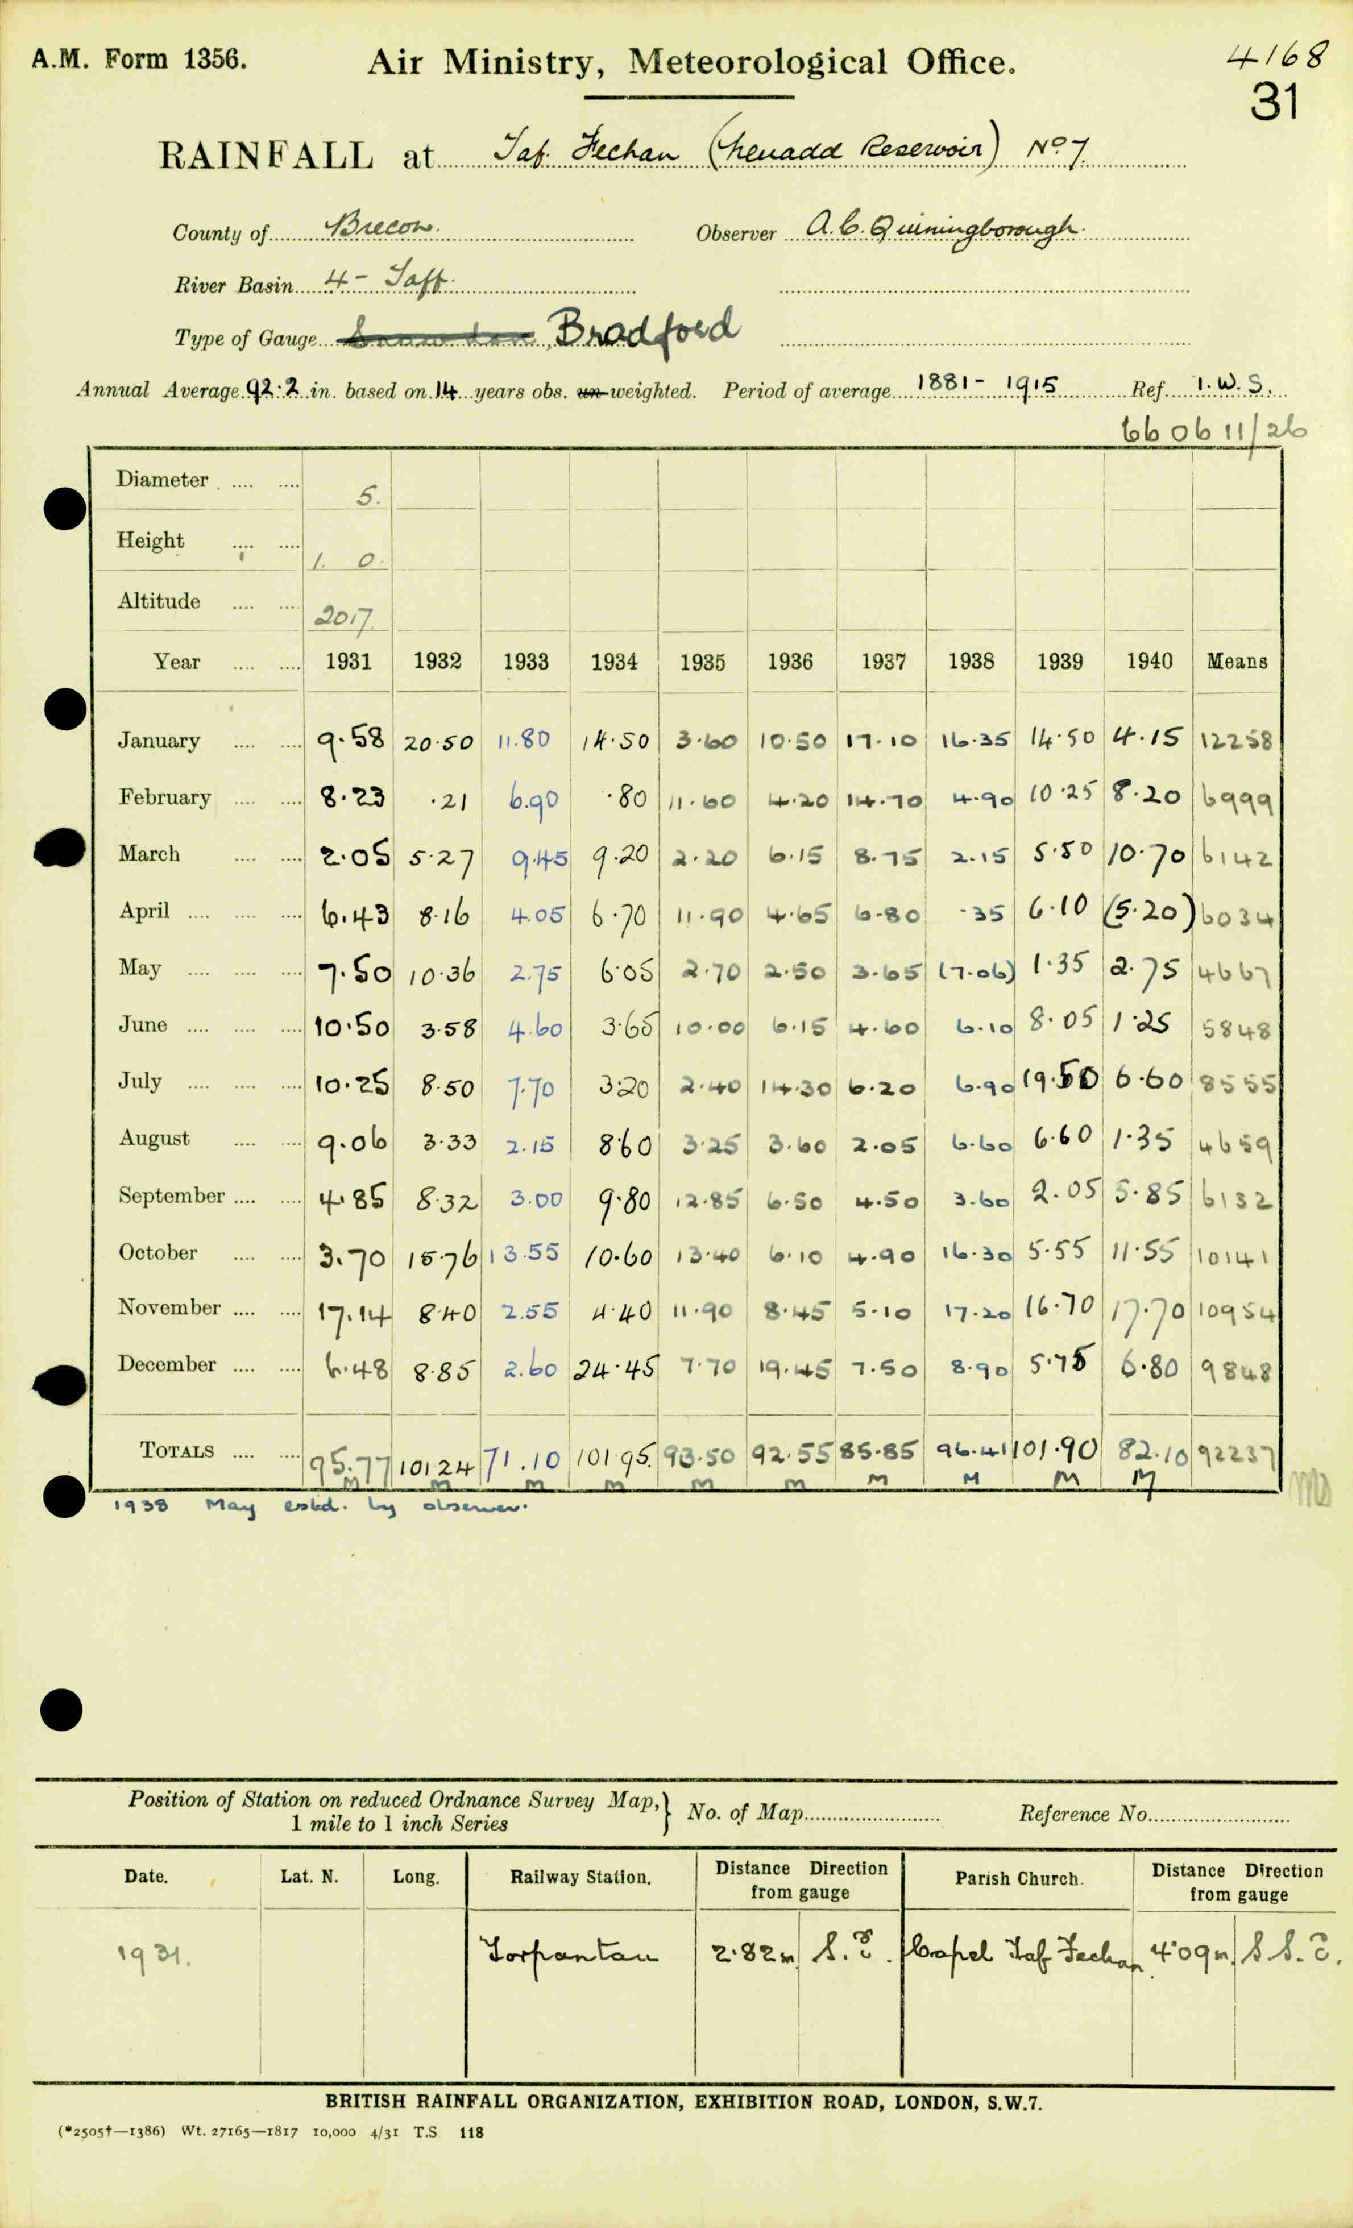 A.M. Form 1356.
Air Ministry, Meteorological Office.
4168
31
RAINFALL at Taf. Fechan (Neuadd Reservoir) No 7.
County of Brecon. Observer A.C. Quiningborough.
River Basin 4 - Taff.
Type of Gauge Snowdon, Bradford
Annual Average 92.2 in. based on 14 years obs. un-weighted. Period of average 1881 - 1915 Ref. I.W.S.
66 06 11/26
Diameter 5.
Height 1. 0.
Altitude 2017.
Year 1931 1932 1933 1934 1935 1936 1937 1938 1939 1940 Means
January 9.58 20.50 11.80 14.50 3.60 10.50 17.10 16.35 14.50 4.15 12258
February 8.23 .21 6.90 .80 11.60 4.20 14.70 4.90 10.25 8.20 6999
March 2.05 5.27 9.45 9.20 2.20 6.15 8.75 2.15 5.50 10.70 6142
April 6.43 8.16 4.05 6.70 11.90 4.65 6.80 .35 6.10 (5.20) 6034
May 7.50 10.36 2.75 6.05 2.70 2.50 3.65 (7.06) 1.35 2.75 4667
June 10.50 3.58 4.60 3.65 10.00 6.15 4.60 6.10 8.05 1.25 5848
July 10.25 8.50 7.70 3.20 2.40 14.30 6.20 6.90 19.50 6.60 8555
August 9.06 3.33 2.15 8.60 3.25 3.60 2.05 6.60 6.60 1.35 4659
September 4.85 8.32 3.00 9.80 12.85 6.50 4.50 3.60 2.05 5.85 6132
October 3.70 15.76 13.55 10.60 13.40 6.10 4.90 16.30 5.55 11.55 10141
November 17.14 8.40 2.55 4.40 11.90 8.45 5.10 17.20 16.70 17.70 10954
December 6.48 8.85 2.60 24.45 7.70 19.45 7.50 8.90 5.75 6.80 9848
TOTALS 95.77 101.24 71.10 101.95 93.50 92.55 85.85 96.41 101.90 82.10 92237
M M M M M M M M M M
1938 May estd. by observer.
Position of Station on reduced Ordnance Survey Map, 1 mile to 1 inch Series } No. of Map Reference No.
Date. Lat. N. Long. Railway Station. Distance Direction from gauge Parish Church. Distance Direction from gauge
1931. Torpantau 2.82m. S.E. Capel Taf Fechan 4.09m. S S.E.
BRITISH RAINFALL ORGANIZATION, EXHIBITION ROAD, LONDON, S.W.7.
(*2505†—1386) Wt. 27165—1817 10,000 4/31 T.S. 118